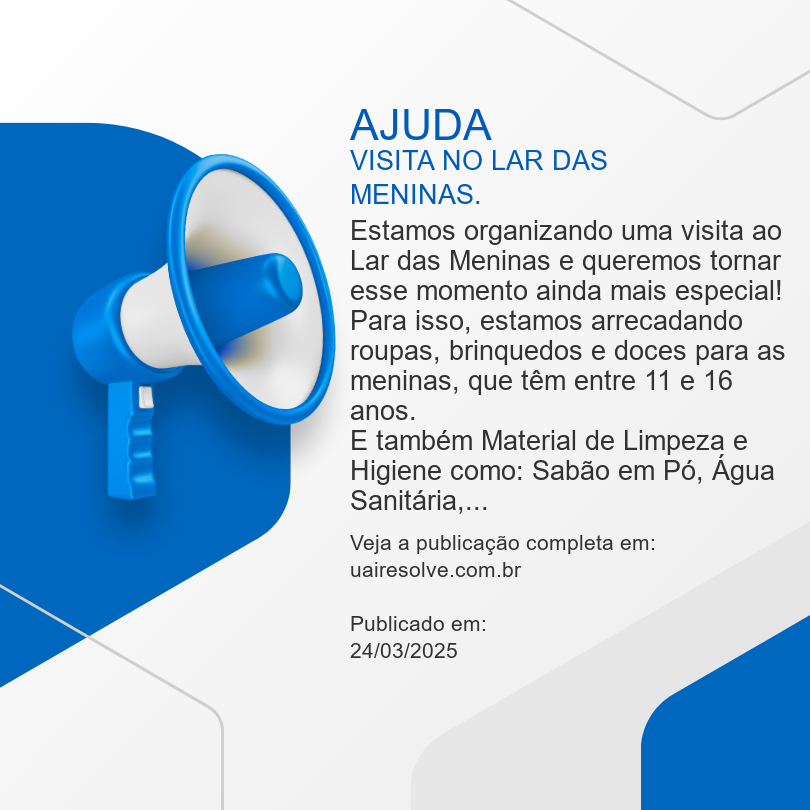 AJUDA
VISITA NO LAR DAS
MENINAS.
Estamos organizando uma visita ao
Lar das Meninas e queremos tornar
esse momento ainda mais especial!
Para isso, estamos arrecadando
roupas, brinquedos e doces para as
meninas, que têm entre 11 e 16
anos.
E também Material de Limpeza e
Higiene como: Sabão em Pó, Água
Sanitária,...
Veja a publicação completa em:
uairesolve.com.br
Publicado em:
24/03/2025